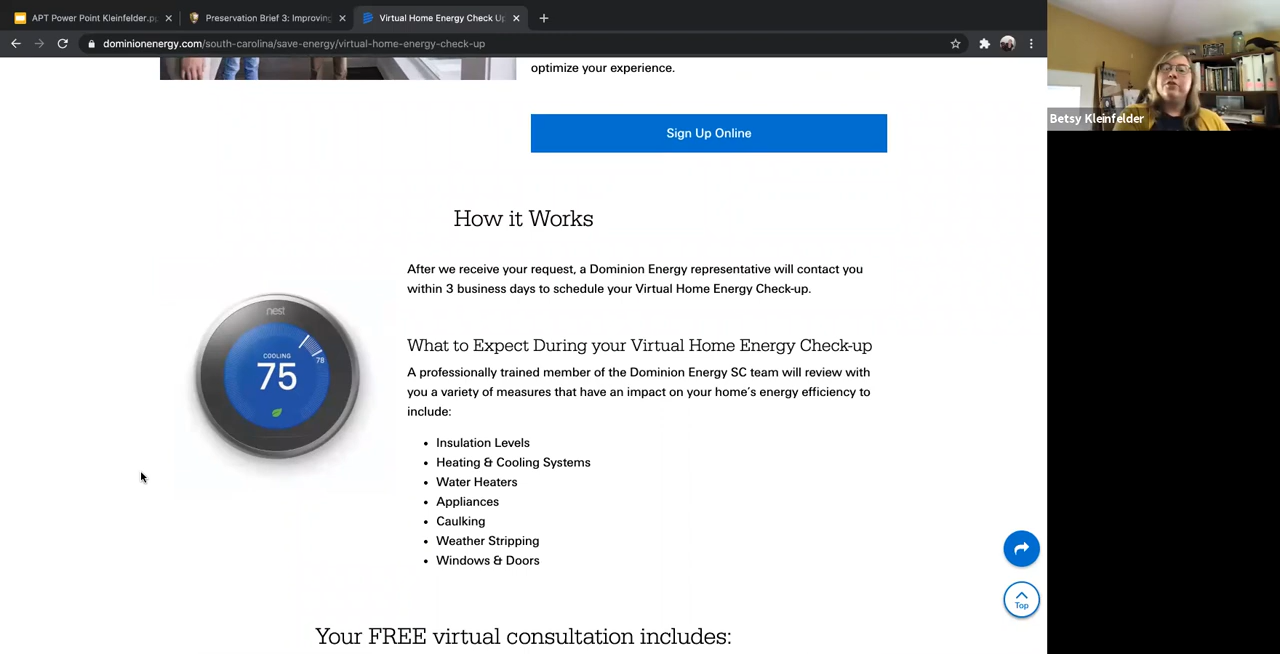 APT Power Point Kleinfelder.pp
Preservation Brief 3: Improving
Virtual Home Energy Check Up
dominionenergy.com/south-carolina/save-energy/virtual-home-energy-check-up
optimize your experience.
Sign Up Online
Betsy Kleinfelder
How it Works
After we receive your request, a Dominion Energy representative will contact you
within 3 business days to schedule your Virtual Home Energy Check-up.
nest
COOLING
75
78
What to Expect During your Virtual Home Energy Check-up
A professionally trained member of the Dominion Energy SC team will review with
you a variety of measures that have an impact on your home's energy efficiency to
include:
• Insulation Levels
• Heating & Cooling Systems
• Water Heaters
• Appliances
• Caulking
• Weather Stripping
• Windows & Doors
Top
Your FREE virtual consultation includes: